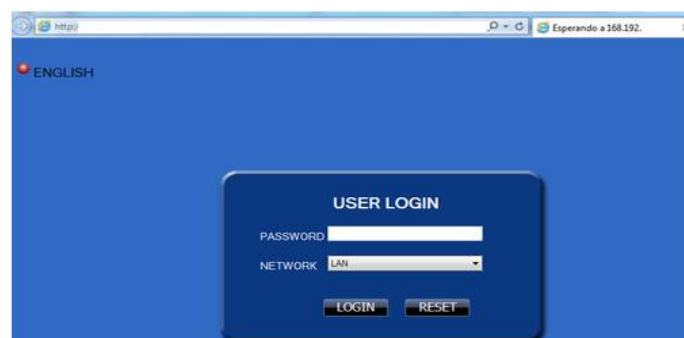 http:/
Esperando a 168.192.
ENGLISH
USER LOGIN
PASSWORD
NETWORK LAN
LOGIN RESET